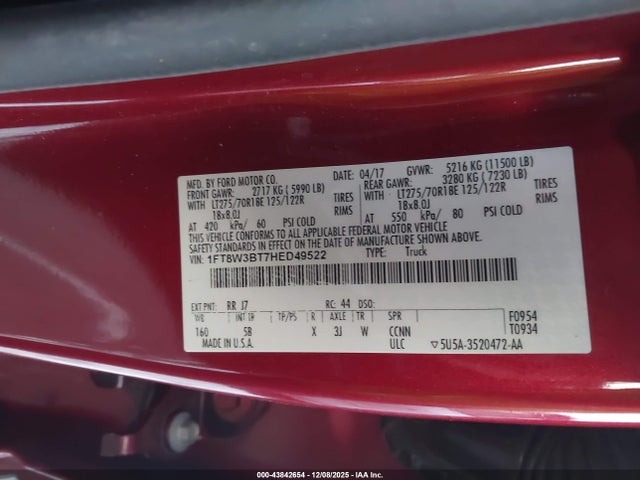 MFD. BY FORD MOTOR CO. DATE: 04/17 GVWR: 5216 KG (11500 LB)
FRONT GAWR: 2717 KG (5990 LB) REAR GAWR: 3280 KG (7230 LB)
WITH LT275/70R18E 125/122R TIRES WITH LT275/70R18E 125/122R TIRES
18x8.0J RIMS 18x8.0J RIMS
AT 420 kPa/ 60 PSI COLD AT 550 kPa/ 80 PSI COLD
THIS VEHICLE CONFORMS TO ALL APPLICABLE FEDERAL MOTOR VEHICLE SAFETY STANDARDS IN EFFECT ON THE DATE OF MANUFACTURE SHOWN ABOVE.
VIN: 1FT8W3BT7HED49522 TYPE: Truck
EXT PNT: RR J7 RC: 44 DSO:
WB INT TR TP/PS R AXLE TR SPR F0954
160 SB X 3J W CCNN T0934
MADE IN U.S.A. ULC ▽5U5A-3520472-AA
000-43842654 | 12/08/2025 - IAA Inc.